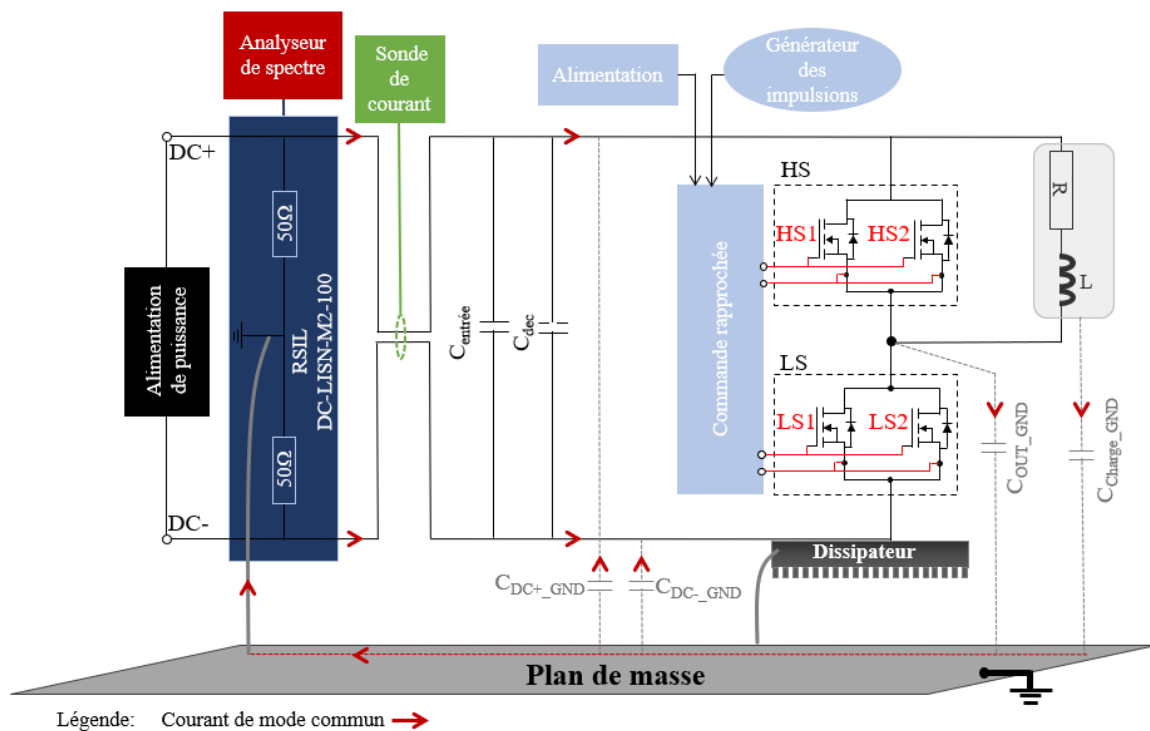 Analyseur
de spectre
Sonde
de
courant
Alimentation
Générateur
des
impulsions
DC+
50Ω
50Ω
RSIL
DC-LISN-M2-100
Alimentation
de puissance
DC-
Centrée
Cdec
Commande rapprochée
HS
HS1
HS2
LS
LS1
LS2
R
L
COUT_GND
CCharge_GND
Dissipateur
CDC+_GND
CDC-_GND
Plan de masse
Légende: Courant de mode commun